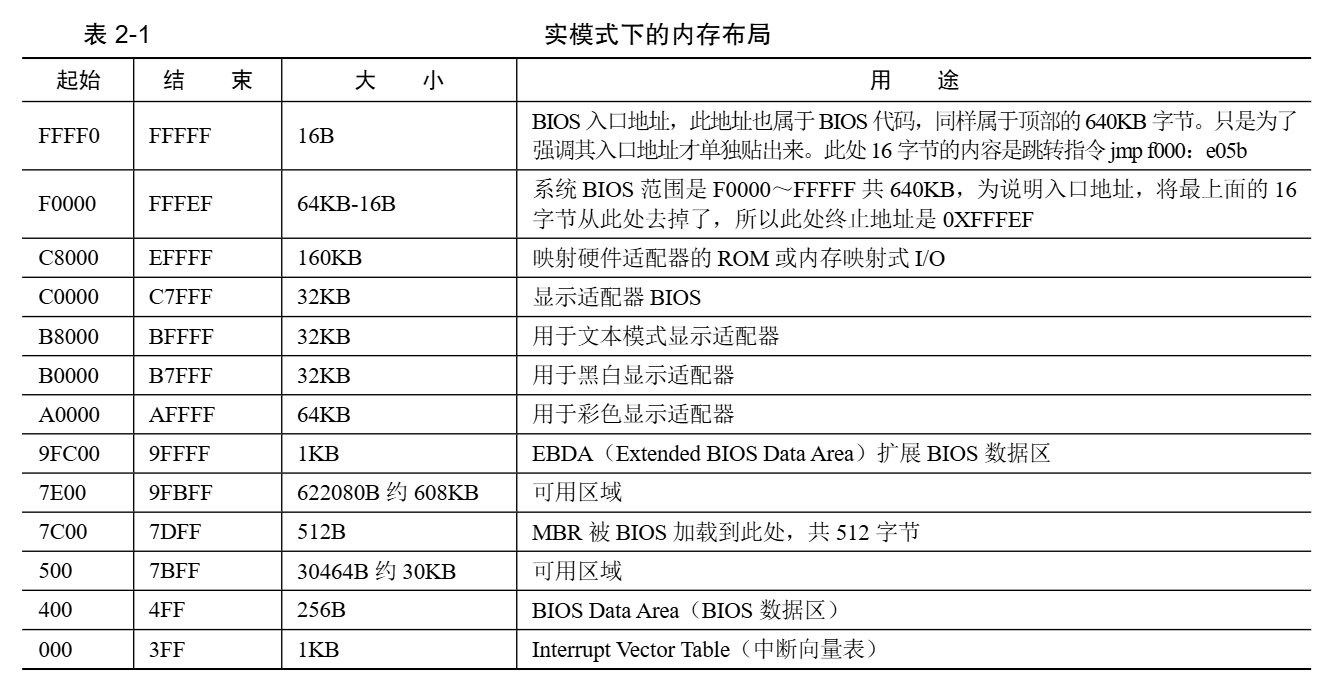 表 2-1 实模式下的内存布局
起始 结 束 大 小 用 途
FFFF0 FFFFF 16B BIOS 入口地址，此地址也属于 BIOS 代码，同样属于顶部的 640KB 字节。只是为了
强调其入口地址才单独贴出来。此处 16 字节的内容是跳转指令 jmp f000：e05b
F0000 FFFEF 64KB-16B 系统 BIOS 范围是 F0000～FFFFF 共 640KB，为说明入口地址，将最上面的 16
字节从此处去掉了，所以此处终止地址是 0XFFFEF
C8000 EFFFF 160KB 映射硬件适配器的 ROM 或内存映射式 I/O
C0000 C7FFF 32KB 显示适配器 BIOS
B8000 BFFFF 32KB 用于文本模式显示适配器
B0000 B7FFF 32KB 用于黑白显示适配器
A0000 AFFFF 64KB 用于彩色显示适配器
9FC00 9FFFF 1KB EBDA（Extended BIOS Data Area）扩展 BIOS 数据区
7E00 9FBFF 622080B 约 608KB 可用区域
7C00 7DFF 512B MBR 被 BIOS 加载到此处，共 512 字节
500 7BFF 30464B 约 30KB 可用区域
400 4FF 256B BIOS Data Area（BIOS 数据区）
000 3FF 1KB Interrupt Vector Table（中断向量表）